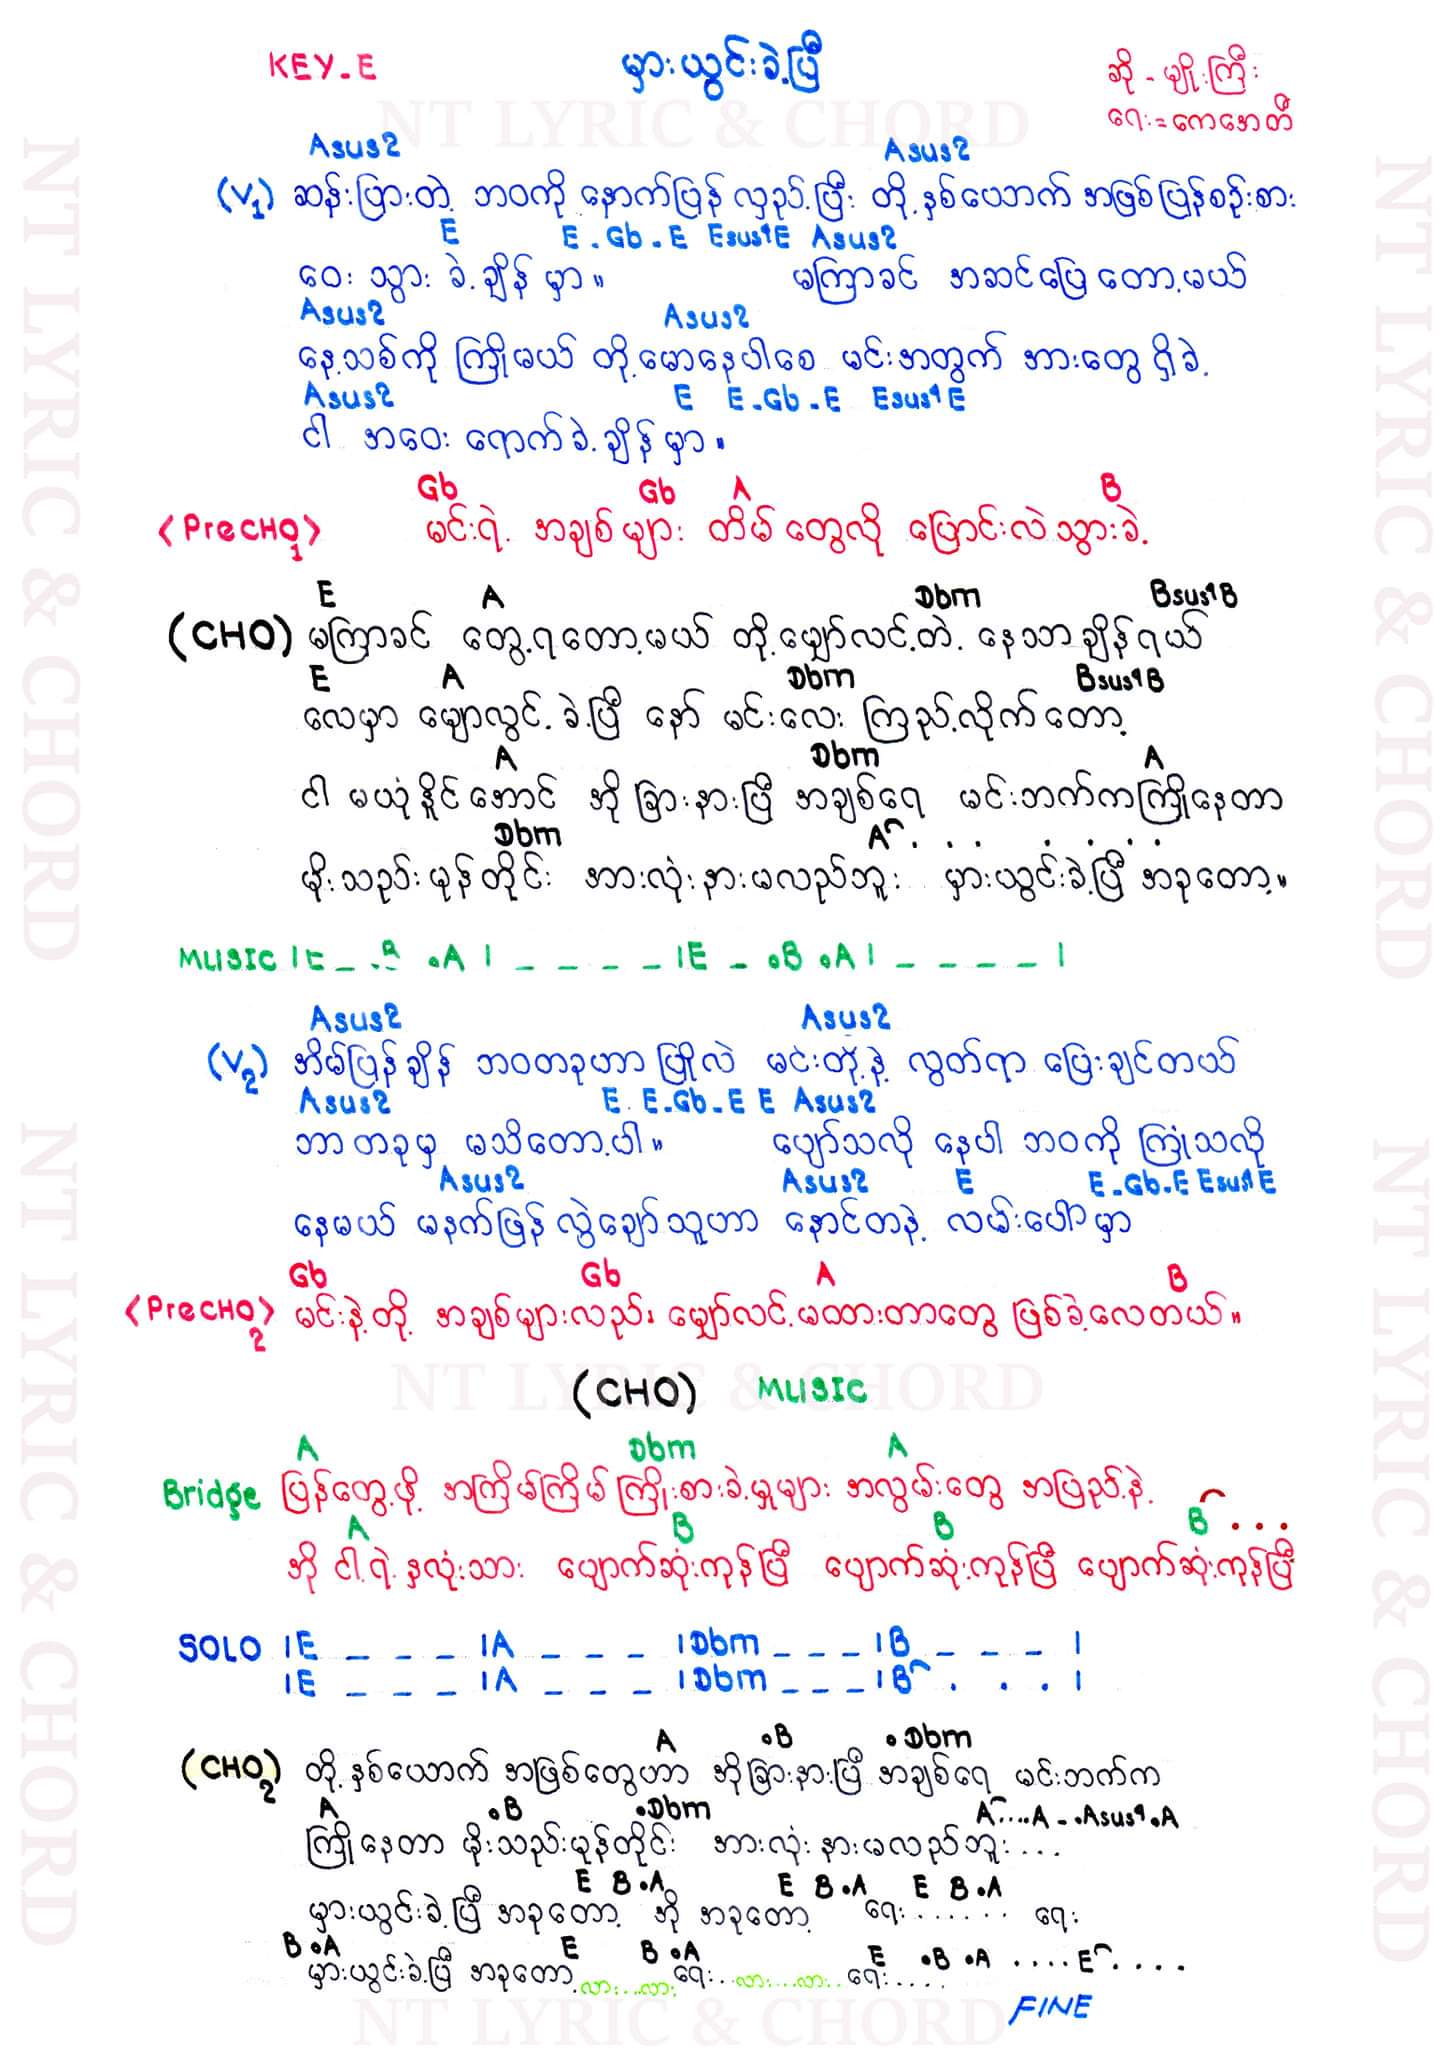 KEY-E
မှားယွင်းခဲ့ပြီ
ဆို - မျိုးကြီး
ရေး = ကေအေတီ
NT LYRIC & CHORD
Asus2 Asus2
(V1) ဆန်းပြားတဲ့ ဘဝကို နောက်ပြန် လှည့်ပြီး တို့နှစ်ယောက် အဖြစ်ပြန်စဉ်းစား
E E-Gb-E Esus4E Asus2
ဝေး သွား ခဲ့ချိန် မှာ။ မကြာခင် အဆင်ပြေ တော့မယ်
Asus2 Asus2
နေ့သစ်ကို ကြိုမယ် တို့မောနေပါစေ မင်းအတွက် အားတွေ ရှိခဲ့
Asus2 E E-Gb-E Esus4E
ငါ အဝေး ရောက်ခဲ့ချိန်မှာ။
Gb Gb A B
<PreCHO1> မင်းရဲ့ အချစ်များ တိမ်တွေလို ပြောင်းလဲသွားခဲ့
E A Dbm Bsus4B
(CHO) မကြာခင် တွေ့ရတော့မယ် တို့မျှော်လင့်တဲ့ နေသာချိန်ရယ်
E A Dbm Bsus4B
လေမှာ မျောလွင့်ခဲ့ပြီ နော် မင်းလေး ကြည့်လိုက်တော့
A Dbm A
ငါ မယုံနိုင်အောင် အို ခြားနားပြီ အချစ်ရေ မင်းဘက်ကကြိုနေတာ
Dbm A....
မိုးသည်းမုန်တိုင်း အားလုံးနားမလည်ဘူး မှားယွင်းခဲ့ပြီ အခုတော့။
MUSIC |E _ .B .A | _ _ _ _ |E _ .B .A | _ _ _ _ |
Asus2 Asus2
(V2) အိမ်ပြန်ချိန် ဘဝတခုဟာ ပြိုလဲ မင်းတို့နဲ့ လွတ်ရာ ပြေးချင်တယ်
Asus2 E E-Gb-E E Asus2
ဘာတခုမှ မသိတော့ပါ။ ပျော်သလို နေပါ ဘဝကို ကြုံသလို
Asus2 Asus2 E E-Gb-E Esus4E
နေမယ် မနက်ဖြန် လွဲချော်သူဟာ နောင်တနဲ့ လမ်းပေါ်မှာ
Gb Gb A B
<PreCHO2> မင်းနဲ့တို့ အချစ်များလည်း မျှော်လင့်မထားတာတွေ ဖြစ်ခဲ့လေတယ်။
NT LYRIC & CHORD
(CHO) MUSIC
A Dbm A
Bridge ပြန်တွေ့ဖို့ အကြိမ်ကြိမ် ကြိုးစားခဲ့မှုများ အလွမ်းတွေ အပြည့်နဲ့
A B B B...
အို ငါ့ရဲ့နှလုံးသား ပျောက်ဆုံးကုန်ပြီ ပျောက်ဆုံးကုန်ပြီ ပျောက်ဆုံးကုန်ပြီ
SOLO |E _ _ _ |A _ _ _ |Dbm _ _ _ |B _ _ _ |
|E _ _ _ |A _ _ _ |Dbm _ _ _ |B . . . |
A .B .Dbm
(CHO2) တို့နှစ်ယောက် အဖြစ်တွေဟာ အိုခြားနားပြီ အချစ်ရေ မင်းဘက်က
A .B .Dbm A....A-.Asus4.A
ကြိုနေတာ မိုးသည်းမုန်တိုင်း အားလုံးနားမလည်ဘူး...
E B.A E B.A E B.A
မှားယွင်းခဲ့ပြီ အခုတော့ အို အခုတော့ ရေး....... ရေး
B.A E B.A E .B .A ....E....
မှားယွင်းခဲ့ပြီ အခုတော့ လား...လား ရေး...လား...လား.. ရေး....
FINE
NT LYRIC & CHORD
NT LYRIC & CHORD
NT LYRIC & CHORD
NT LYRIC & CHORD
NT LYRIC & CHORD